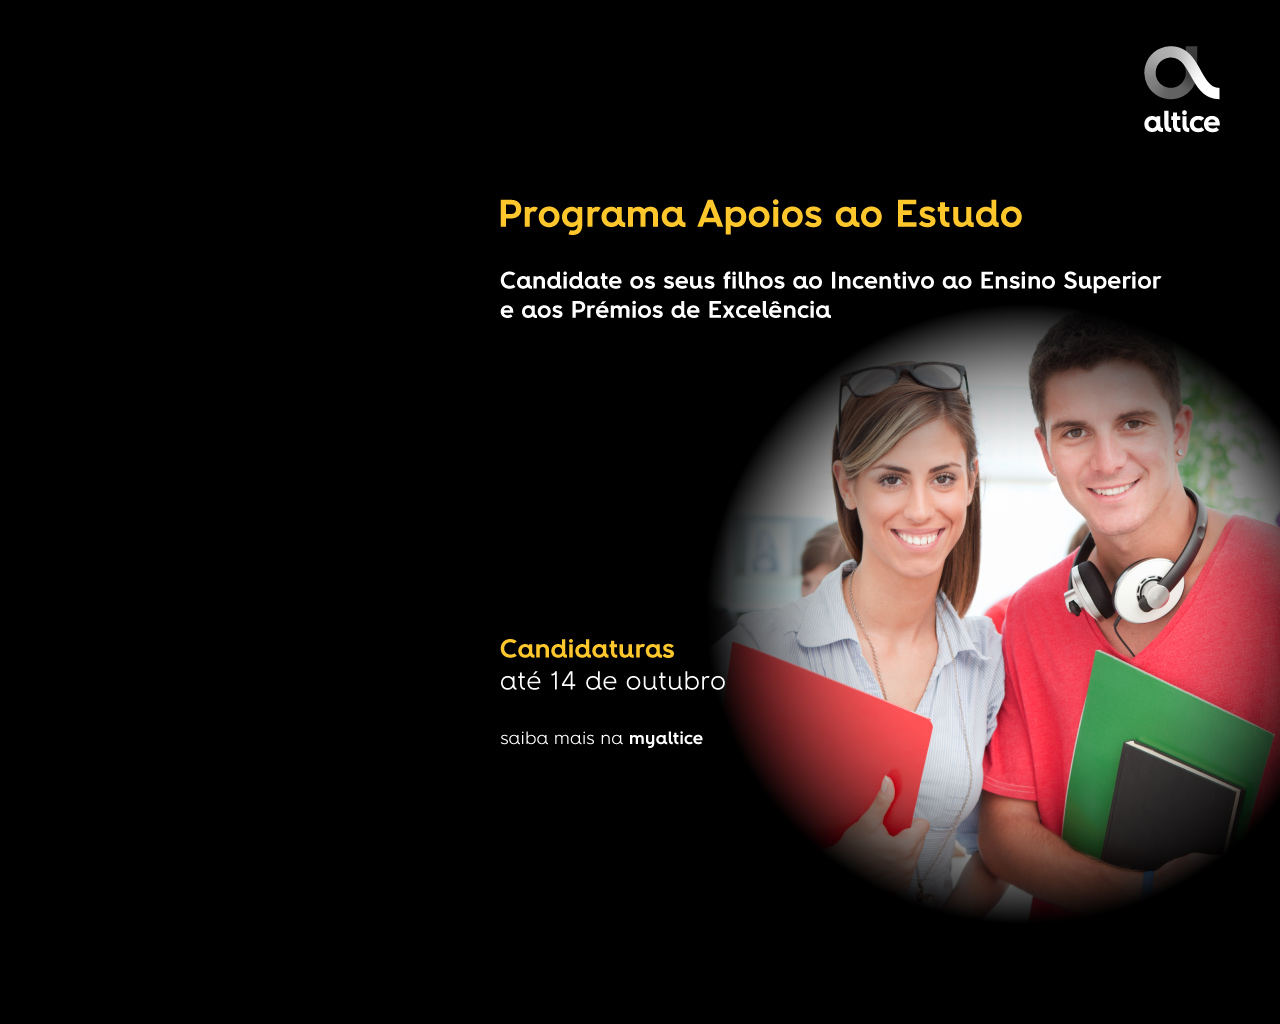 altice
Programa Apoios ao Estudo
Candidate os seus filhos ao Incentivo ao Ensino Superior
e aos Prémios de Excelência
Candidaturas
até 14 de outubro
saiba mais na myaltice